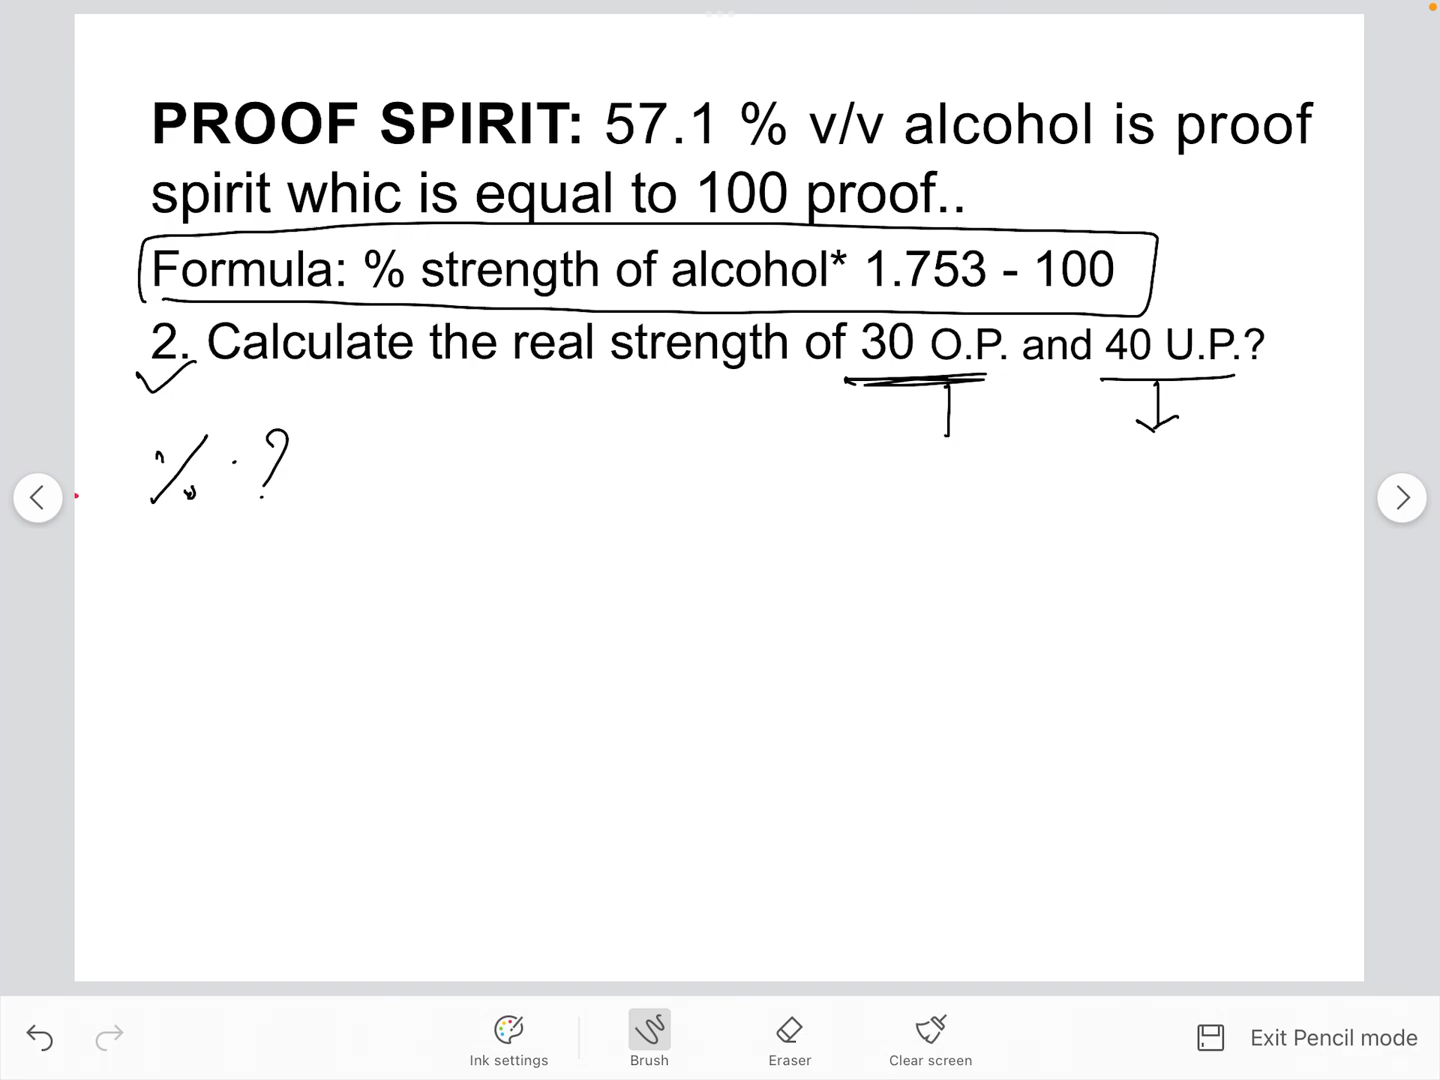 PROOF SPIRIT: 57.1 % v/v alcohol is proof
spirit whic is equal to 100 proof..
Formula: % strength of alcohol* 1.753 - 100
2. Calculate the real strength of 30 O.P. and 40 U.P.?
% . ?
Ink settings
Brush
Eraser
Clear screen
Exit Pencil mode